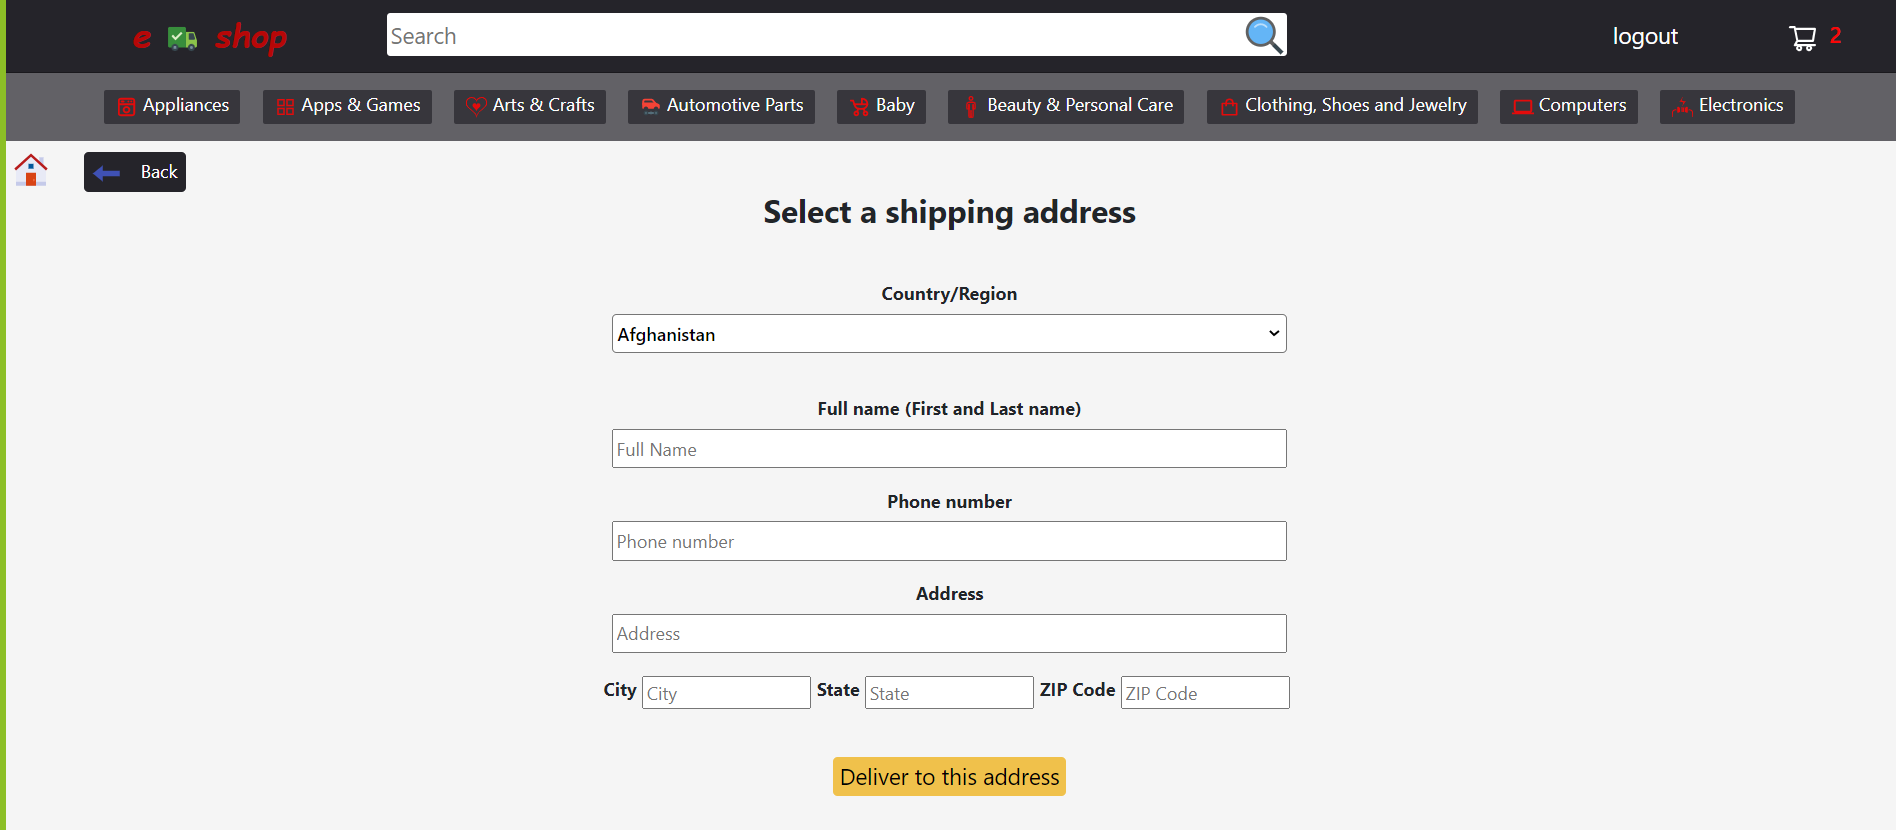 e shop
Search
logout
2
Appliances
Apps & Games
Arts & Crafts
Automotive Parts
Baby
Beauty & Personal Care
Clothing, Shoes and Jewelry
Computers
Electronics
Back
Select a shipping address
Country/Region
Afghanistan
Full name (First and Last name)
Full Name
Phone number
Phone number
Address
Address
City City State State ZIP Code ZIP Code
Deliver to this address